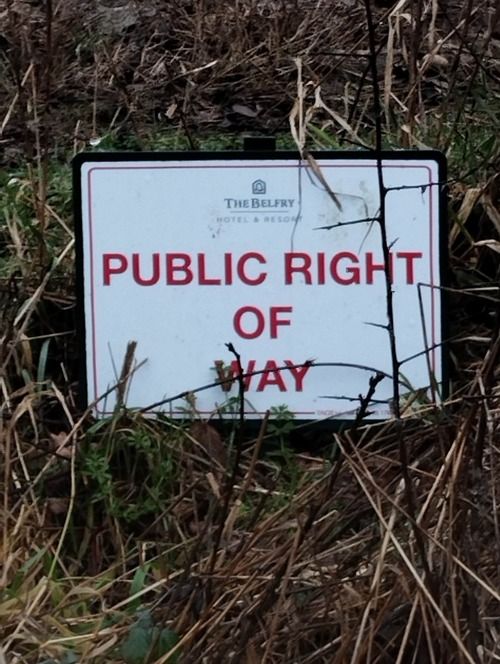 THE BELFRY
HOTEL & RESORT
PUBLIC RIGHT
OF
WAY